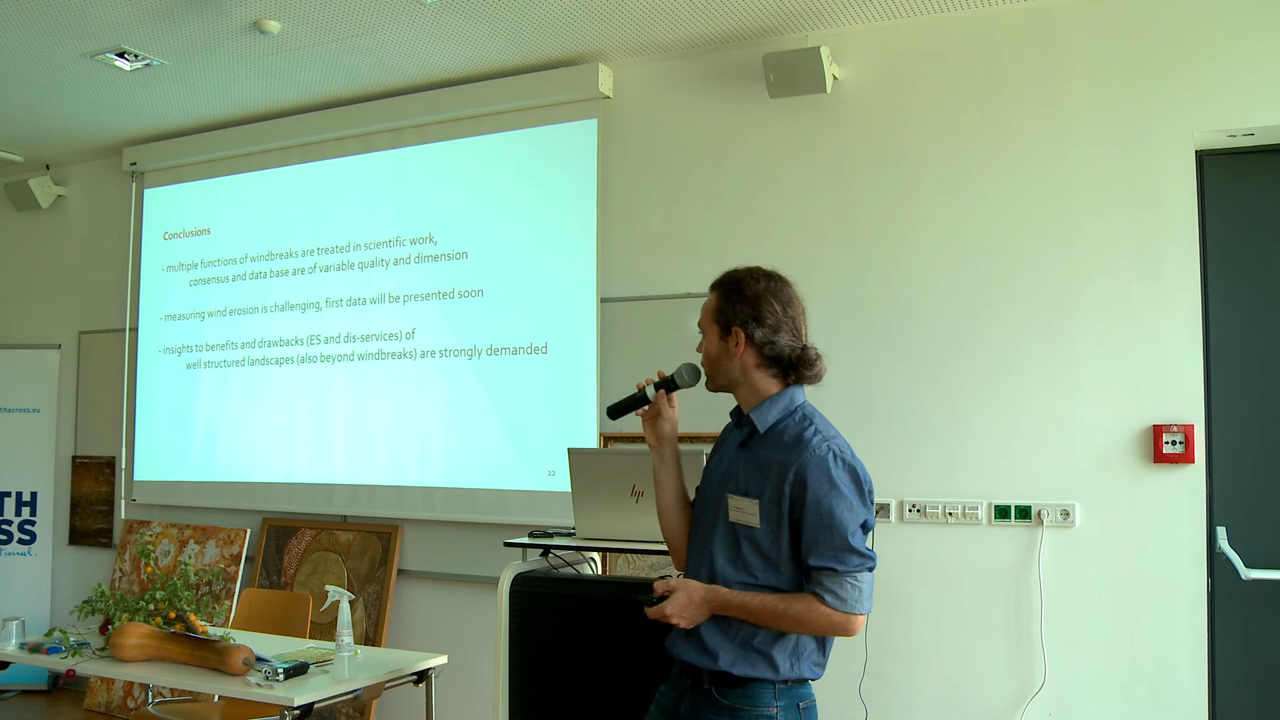 Conclusions
- multiple functions of windbreaks are treated in scientific work,
consensus and data base are of variable quality and dimension
- measuring wind erosion is challenging, first data will be presented soon
- insights to benefits and drawbacks (ES and dis-services) of
well structured landscapes (also beyond windbreaks) are strongly demanded
22
thacross.eu
TH
SS
tional.
hp